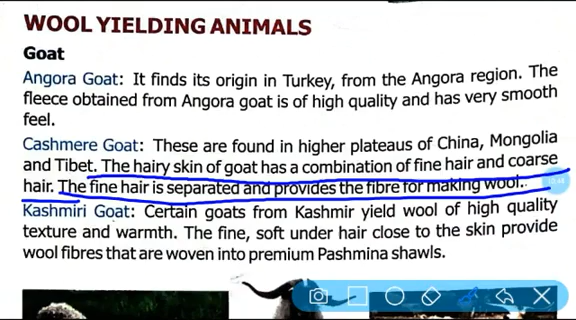 WOOL YIELDING ANIMALS
Goat
Angora Goat: It finds its origin in Turkey, from the Angora region. The
fleece obtained from Angora goat is of high quality and has very smooth
feel.
Cashmere Goat: These are found in higher plateaus of China, Mongolia
and Tibet. The hairy skin of goat has a combination of fine hair and coarse
hair. The fine hair is separated and provides the fibre for making wool.
Kashmiri Goat: Certain goats from Kashmir yield wool of high quality
texture and warmth. The fine, soft under hair close to the skin provide
wool fibres that are woven into premium Pashmina shawls.